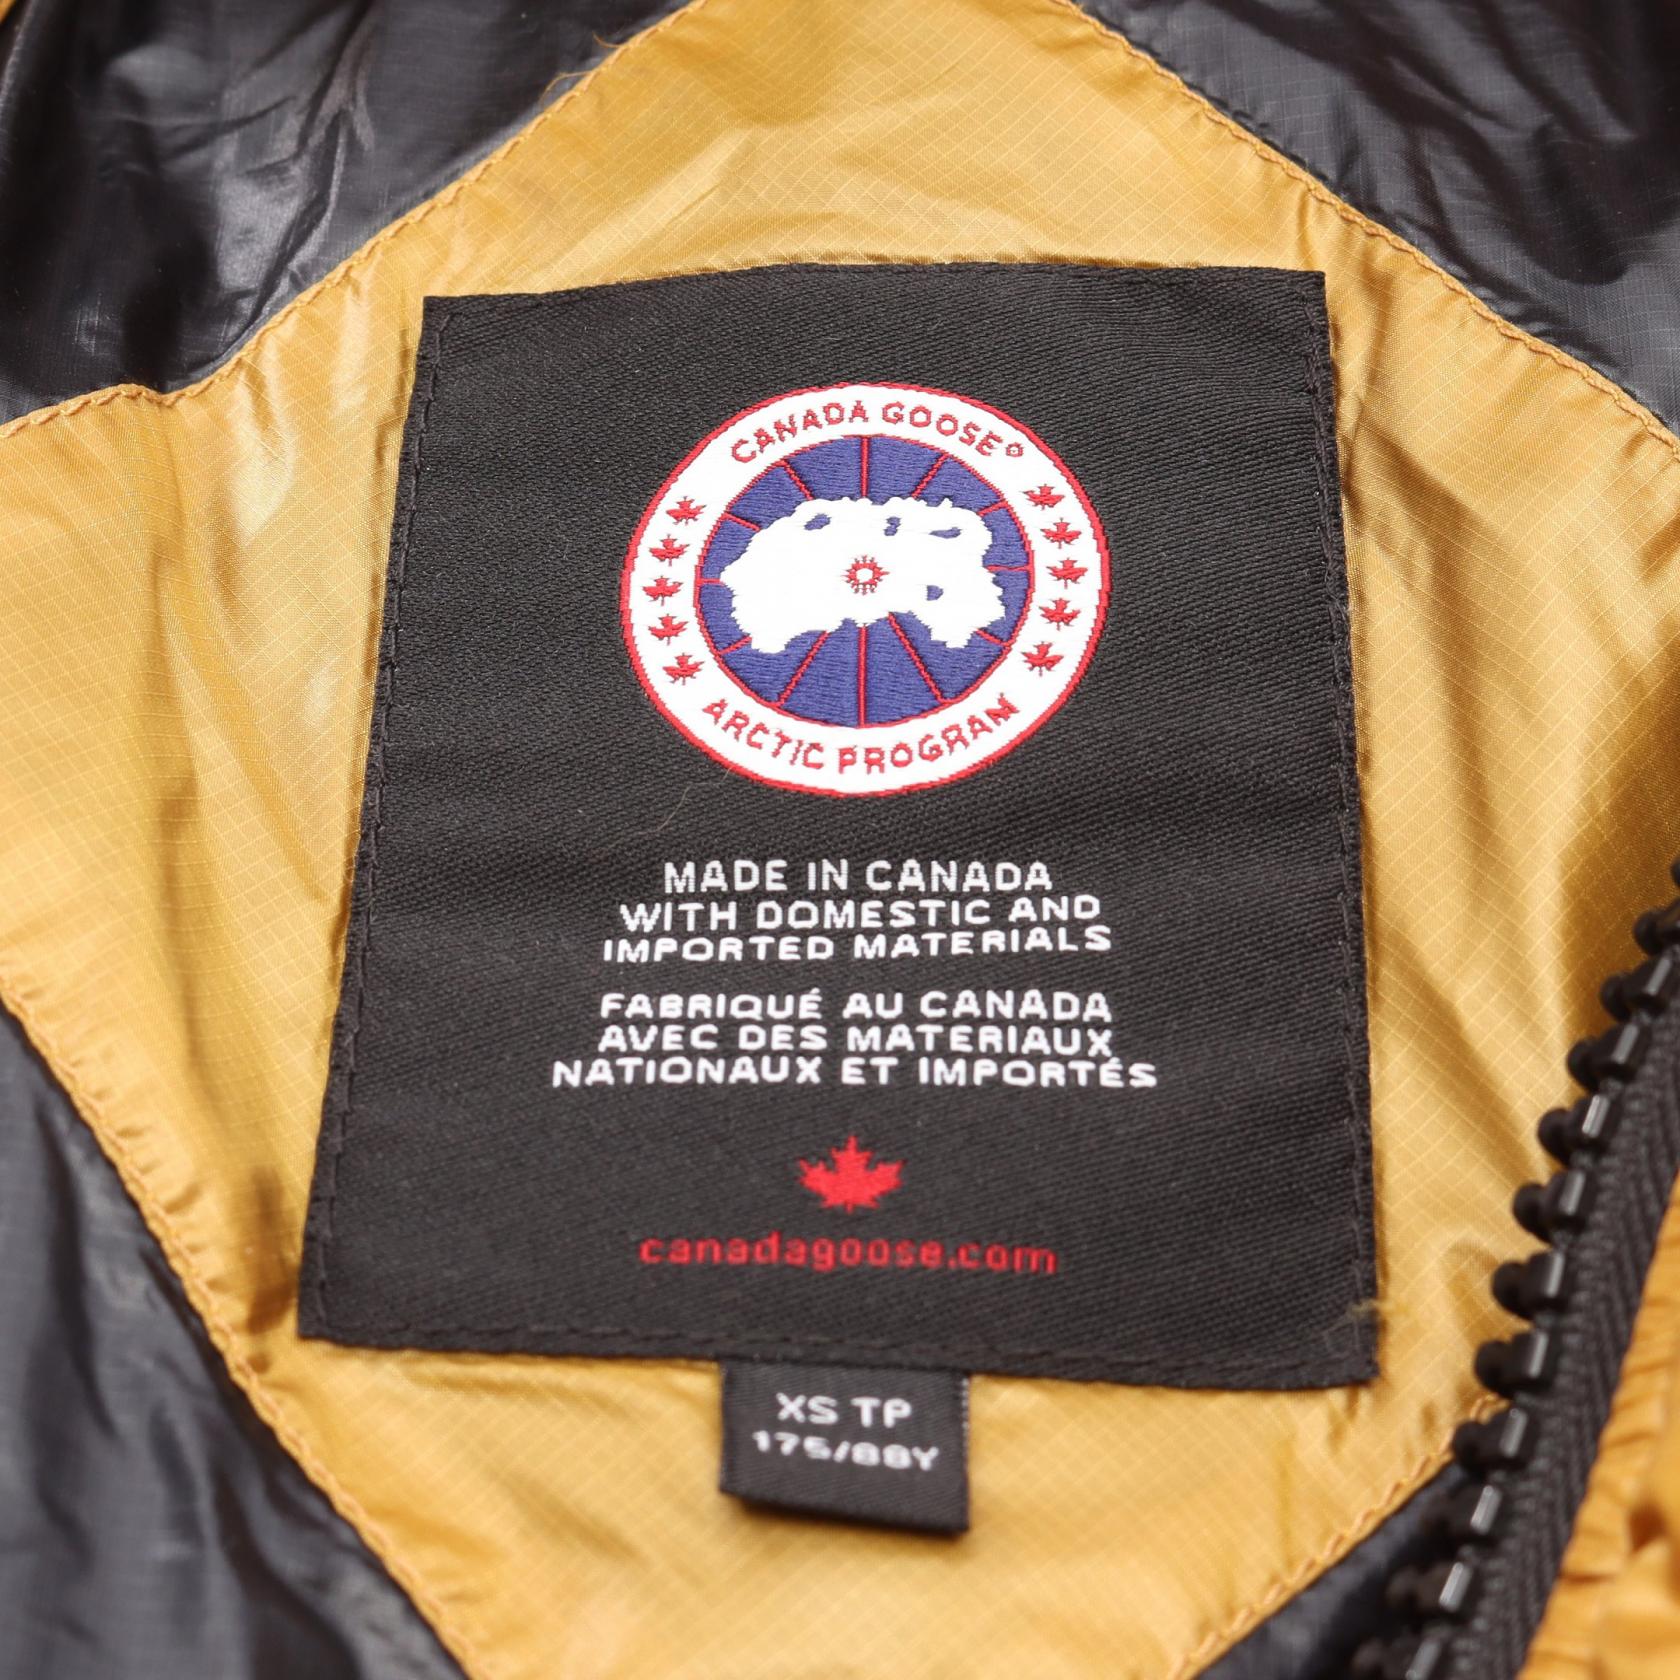 CANADA GOOSE®
ARCTIC PROGRAM
MADE IN CANADA
WITH DOMESTIC AND
IMPORTED MATERIALS
FABRIQUÉ AU CANADA
AVEC DES MATERIAUX
NATIONAUX ET IMPORTÉS
canadagoose.com
XS TP
175/88Y